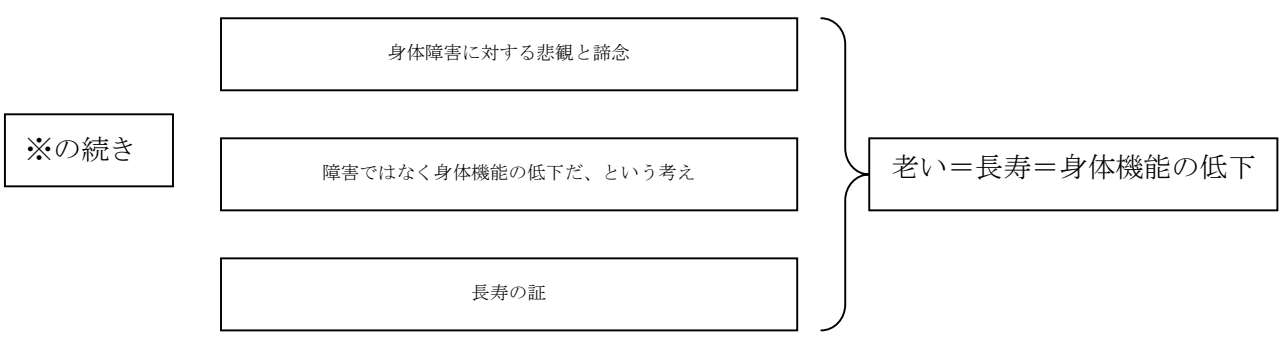 身体障害に対する悲観と諦念
※の続き
障害ではなく身体機能の低下だ、という考え
老い＝長寿＝身体機能の低下
長寿の証